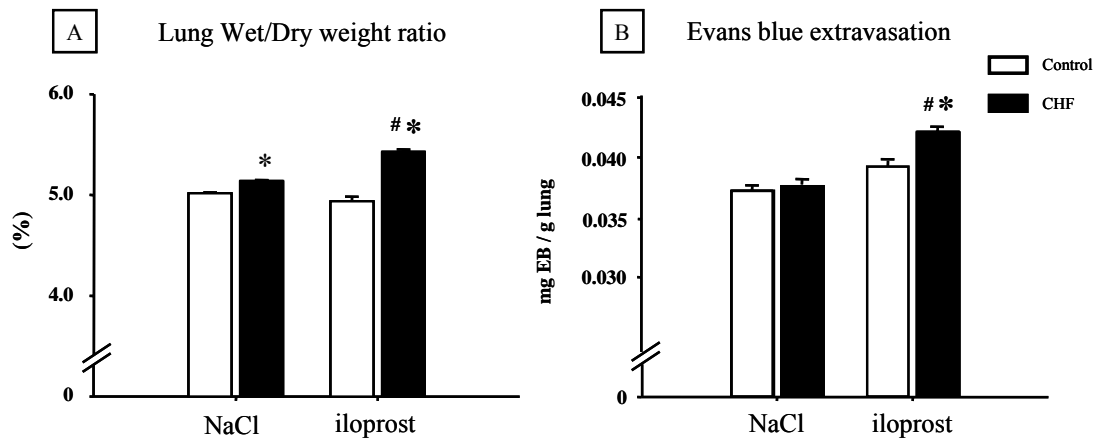 A Lung Wet/Dry weight ratio
(%)
6.0
5.0
4.0
0
*
# *
NaCl iloprost
B Evans blue extravasation
Control
CHF
mg EB / g lung
0.045
0.040
0.035
0.030
0
# *
NaCl iloprost